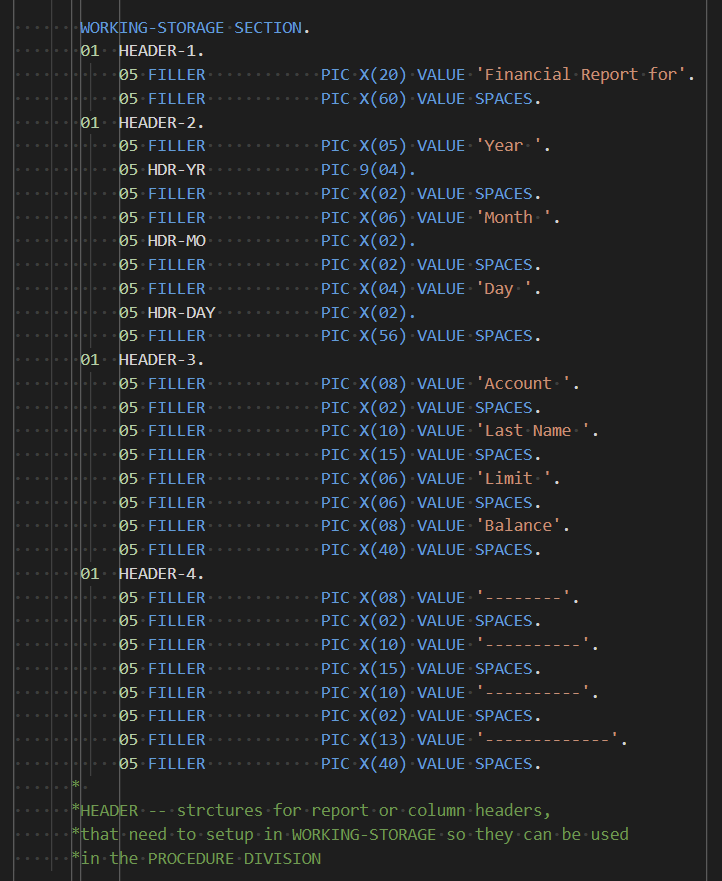 WORKING-STORAGE SECTION.
01  HEADER-1.
    05 FILLER            PIC X(20) VALUE 'Financial Report for'.
    05 FILLER            PIC X(60) VALUE SPACES.
01  HEADER-2.
    05 FILLER            PIC X(05) VALUE 'Year '.
    05 HDR-YR            PIC 9(04).
    05 FILLER            PIC X(02) VALUE SPACES.
    05 FILLER            PIC X(06) VALUE 'Month '.
    05 HDR-MO            PIC X(02).
    05 FILLER            PIC X(02) VALUE SPACES.
    05 FILLER            PIC X(04) VALUE 'Day '.
    05 HDR-DAY           PIC X(02).
    05 FILLER            PIC X(56) VALUE SPACES.
01  HEADER-3.
    05 FILLER            PIC X(08) VALUE 'Account '.
    05 FILLER            PIC X(02) VALUE SPACES.
    05 FILLER            PIC X(10) VALUE 'Last Name '.
    05 FILLER            PIC X(15) VALUE SPACES.
    05 FILLER            PIC X(06) VALUE 'Limit '.
    05 FILLER            PIC X(06) VALUE SPACES.
    05 FILLER            PIC X(08) VALUE 'Balance'.
    05 FILLER            PIC X(40) VALUE SPACES.
01  HEADER-4.
    05 FILLER            PIC X(08) VALUE '--------'.
    05 FILLER            PIC X(02) VALUE SPACES.
    05 FILLER            PIC X(10) VALUE '----------'.
    05 FILLER            PIC X(15) VALUE SPACES.
    05 FILLER            PIC X(10) VALUE '----------'.
    05 FILLER            PIC X(02) VALUE SPACES.
    05 FILLER            PIC X(13) VALUE '-------------'.
    05 FILLER            PIC X(40) VALUE SPACES.
*
*HEADER -- strctures for report or column headers,
*that need to setup in WORKING-STORAGE so they can be used
*in the PROCEDURE DIVISION